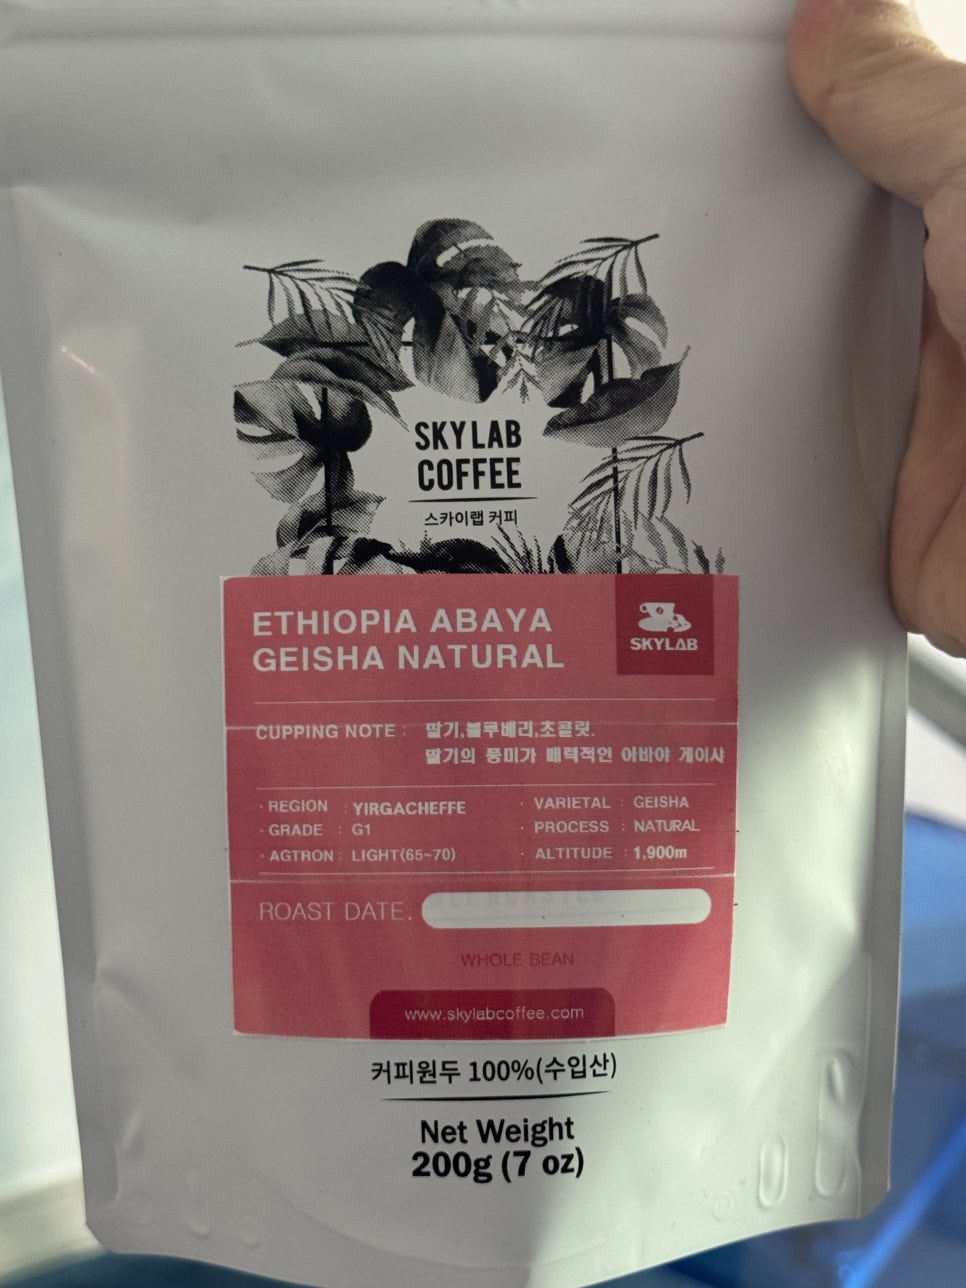 SKYLAB
COFFEE
스카이랩 커피
ETHIOPIA ABAYA
GEISHA NATURAL
SKYLAB
CUPPING NOTE : 딸기,블루베리,초콜릿.
딸기의 풍미가 매력적인 아바야 게이샤
· REGION : YIRGACHEFFE
· VARIETAL : GEISHA
· GRADE : G1
· PROCESS : NATURAL
· AGTRON : LIGHT(65~70)
· ALTITUDE : 1,900m
ROAST DATE.
WHOLE BEAN
www.skylabcoffee.com
커피원두 100%(수입산)
Net Weight
200g (7 oz)